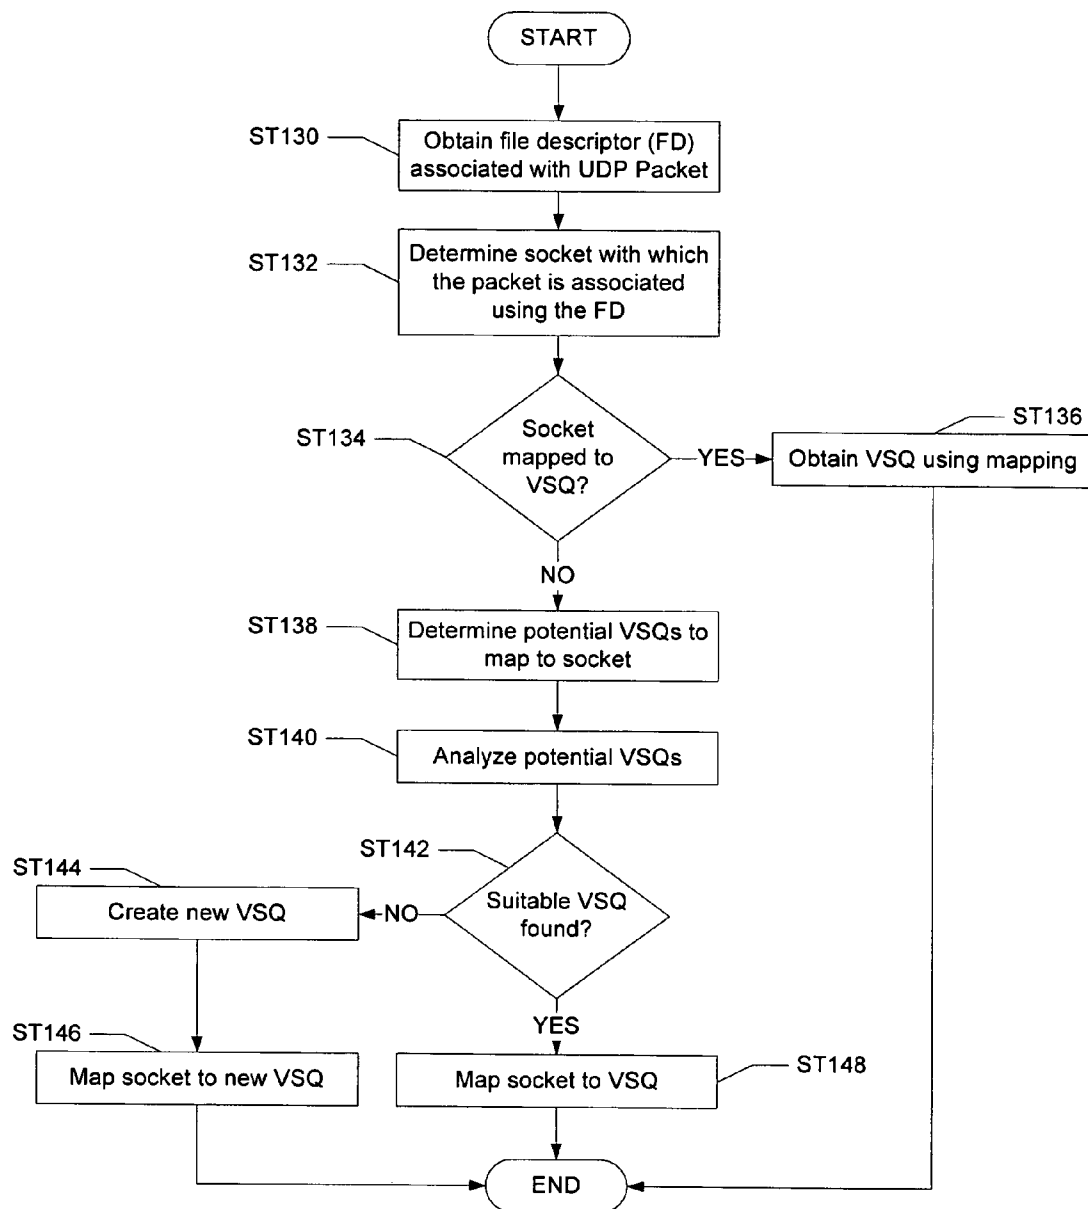 START
ST130
Obtain file descriptor (FD)
associated with UDP Packet
ST132
Determine socket with which
the packet is associated
using the FD
ST134
Socket
mapped to
VSQ?
YES
ST136
Obtain VSQ using mapping
NO
ST138
Determine potential VSQs to
map to socket
ST140
Analyze potential VSQs
ST142
Suitable VSQ
found?
NO
ST144
Create new VSQ
YES
ST146
Map socket to new VSQ
Map socket to VSQ
ST148
END